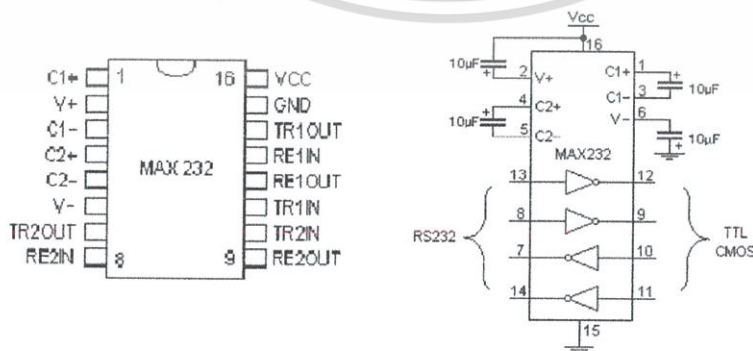 C1+ 1 16 VCC
V+ GND
C1- TR1OUT
C2+ RE1IN
MAX232
C2- RE1OUT
V- TR1IN
TR2OUT TR2IN
RE2IN 8 9 RE2OUT
Vcc
16
10µF 2 V+ C1+ 1
3 C1- 10µF
4 C2+
10µF 5 C2- V- 6
10µF
MAX232
13 12
8 9
RS232 TTL
CMOS
7 10
14 11
15